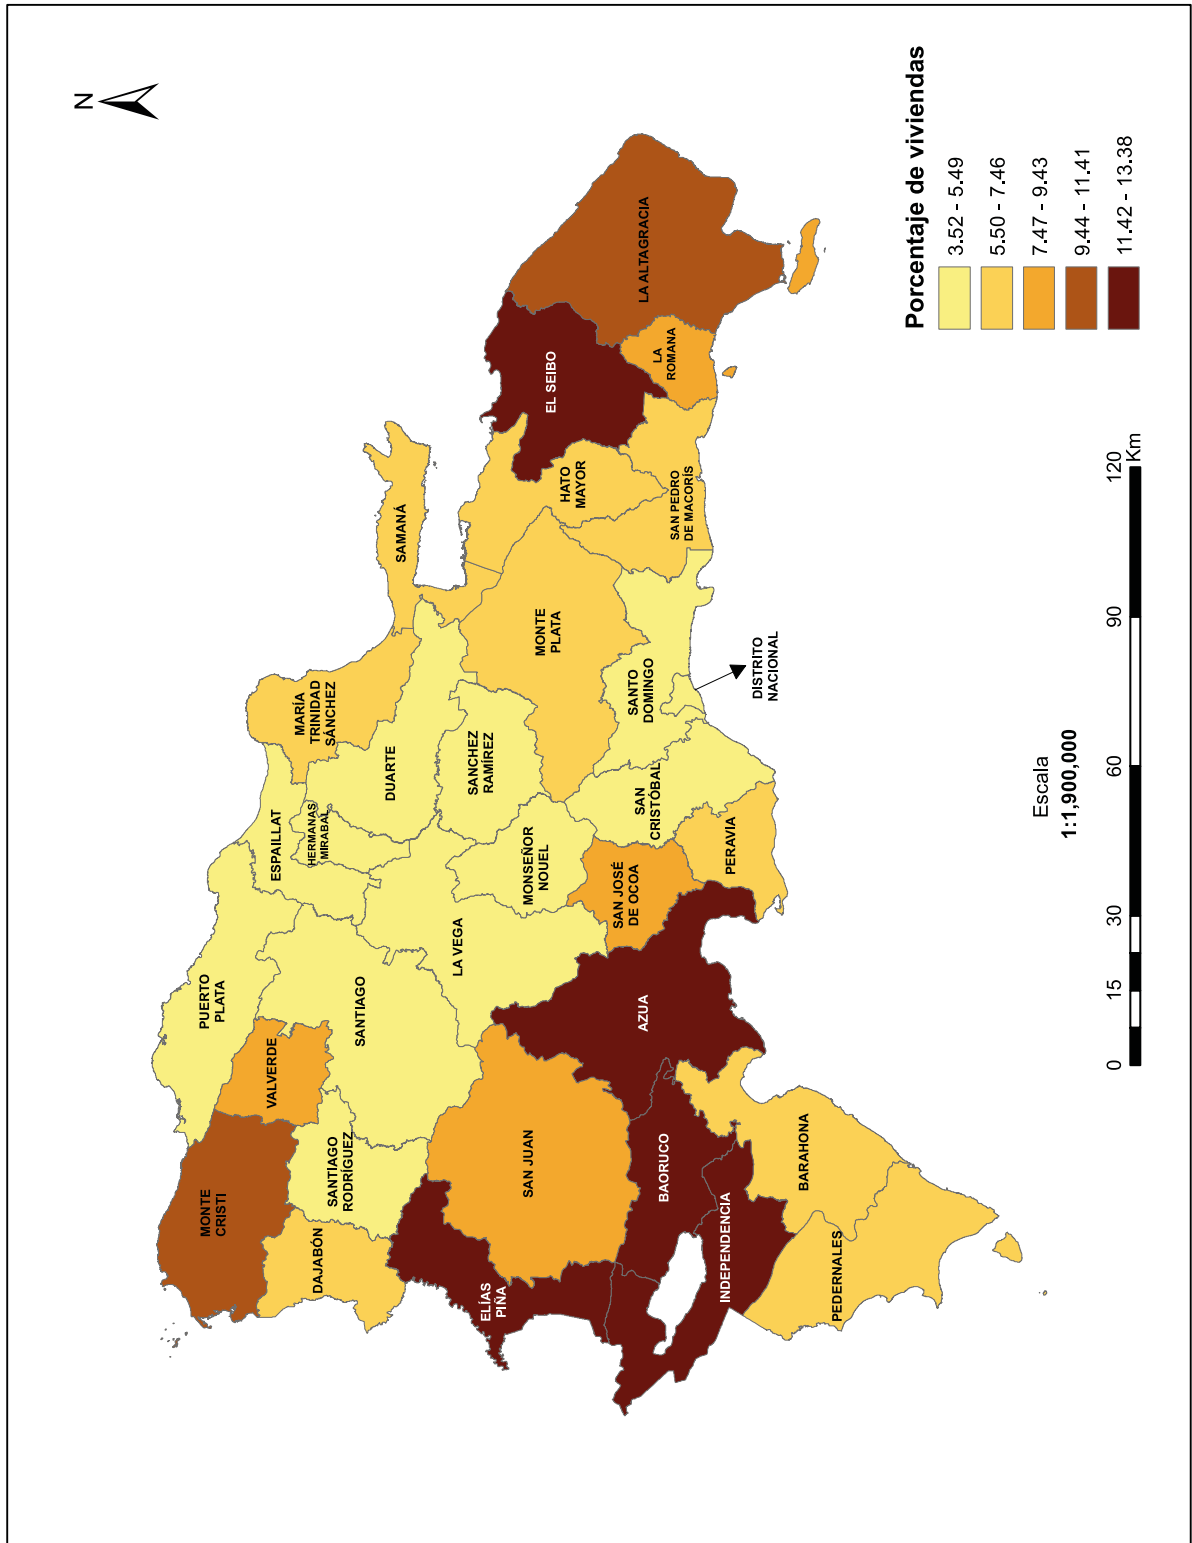 N
PUERTO
PLATA
ESPAILLAT
MARÍA
TRINIDAD
SÁNCHEZ
HERMANAS
MIRABAL
MONTE
CRISTI
VALVERDE
SANTIAGO
DUARTE
SAMANÁ
DAJABÓN
SANTIAGO
RODRÍGUEZ
LA VEGA
SANCHEZ
RAMÍREZ
MONTE
PLATA
HATO
MAYOR
EL SEIBO
LA ALTAGRACIA
ELÍAS
PIÑA
SAN JUAN
MONSEÑOR
NOUEL
SAN JOSÉ
DE OCOA
SAN
CRISTÓBAL
SANTO
DOMINGO
SAN PEDRO
DE MACORÍS
LA
ROMANA
AZUA
BAORUCO
PERAVIA
DISTRITO
NACIONAL
INDEPENDENCIA
BARAHONA
PEDERNALES
Porcentaje de viviendas
3.52 - 5.49
5.50 - 7.46
7.47 - 9.43
9.44 - 11.41
11.42 - 13.38
Escala
1:1,900,000
0 15 30 60 90 120
Km